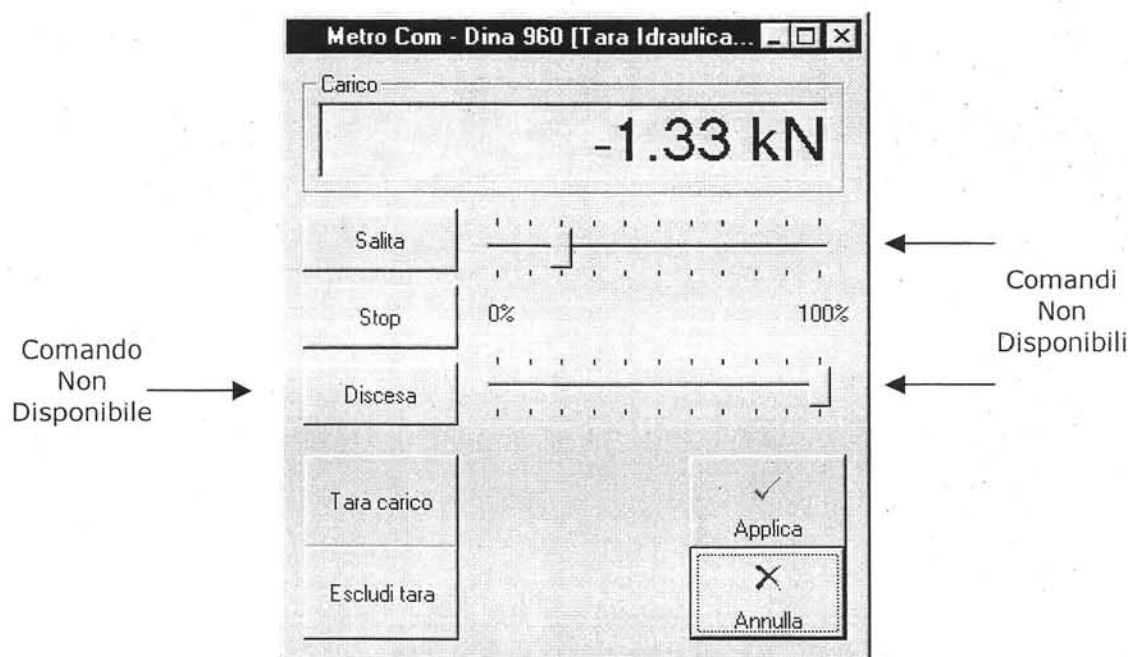 Metro Com - Dina 960 [Tara Idraulica...
Carico
-1.33 kN
Salita
Stop
0%
100%
Discesa
Tara carico
Escludi tara
Applica
Annulla
Comando
Non
Disponibile
Comandi
Non
Disponibili